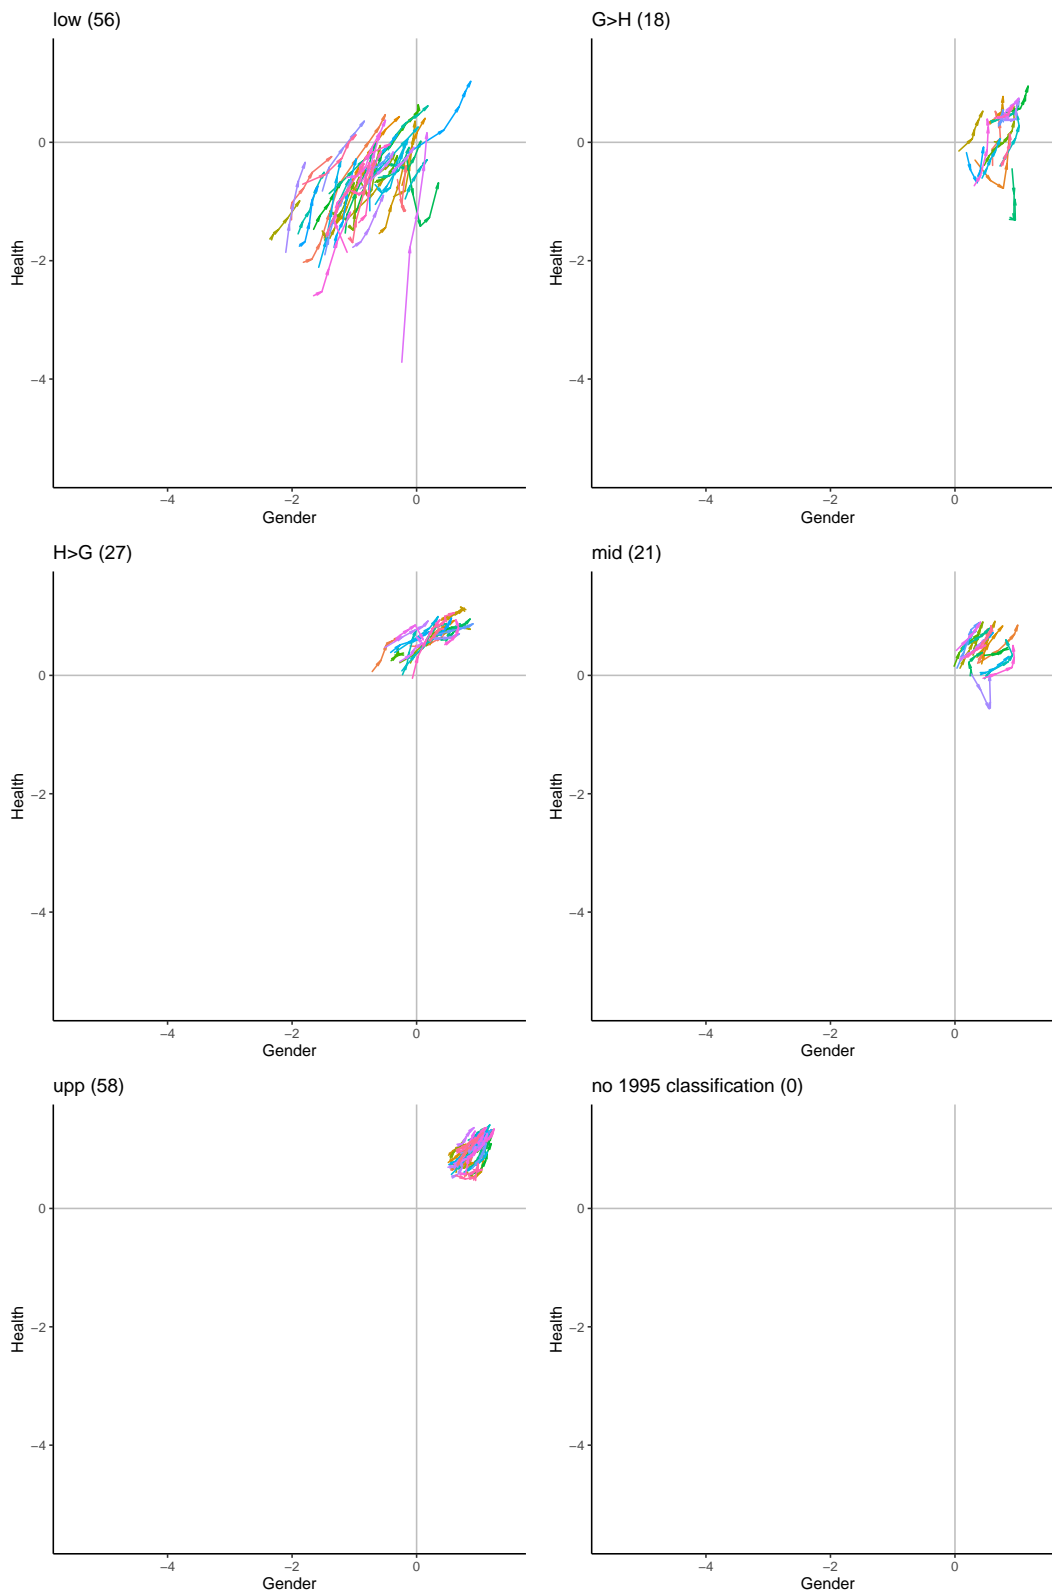 low (56)
G>H (18)
0
−2
−4
Health
−4
−2
0
Gender
0
−2
−4
Health
−4
−2
0
Gender
H>G (27)
mid (21)
0
−2
−4
Health
−4
−2
0
Gender
0
−2
−4
Health
−4
−2
0
Gender
upp (58)
no 1995 classification (0)
0
−2
−4
Health
−4
−2
0
Gender
0
−2
−4
Health
−4
−2
0
Gender